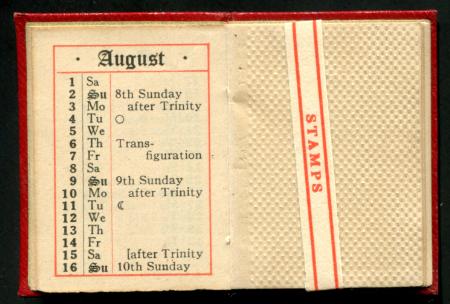 · August ·
1 Sa
2 Su 8th Sunday
3 Mo after Trinity
4 Tu ○
5 We
6 Th Trans-
7 Fr figuration
8 Sa
9 Su 9th Sunday
10 Mo after Trinity
11 Tu ☾
12 We
13 Th
14 Fr
15 Sa [after Trinity
16 Su 10th Sunday
STAMPS